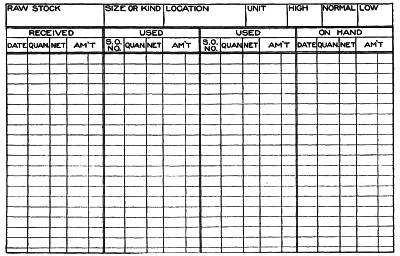 RAW STOCK SIZE OR KIND LOCATION UNIT HIGH NORMAL LOW
RECEIVED USED USED ON HAND
DATE QUAN. NET AM'T S.O. NO. QUAN. NET AM'T S.O. NO. QUAN. NET AM'T DATE QUAN. NET AM'T